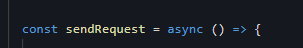 const sendRequest = async () => {